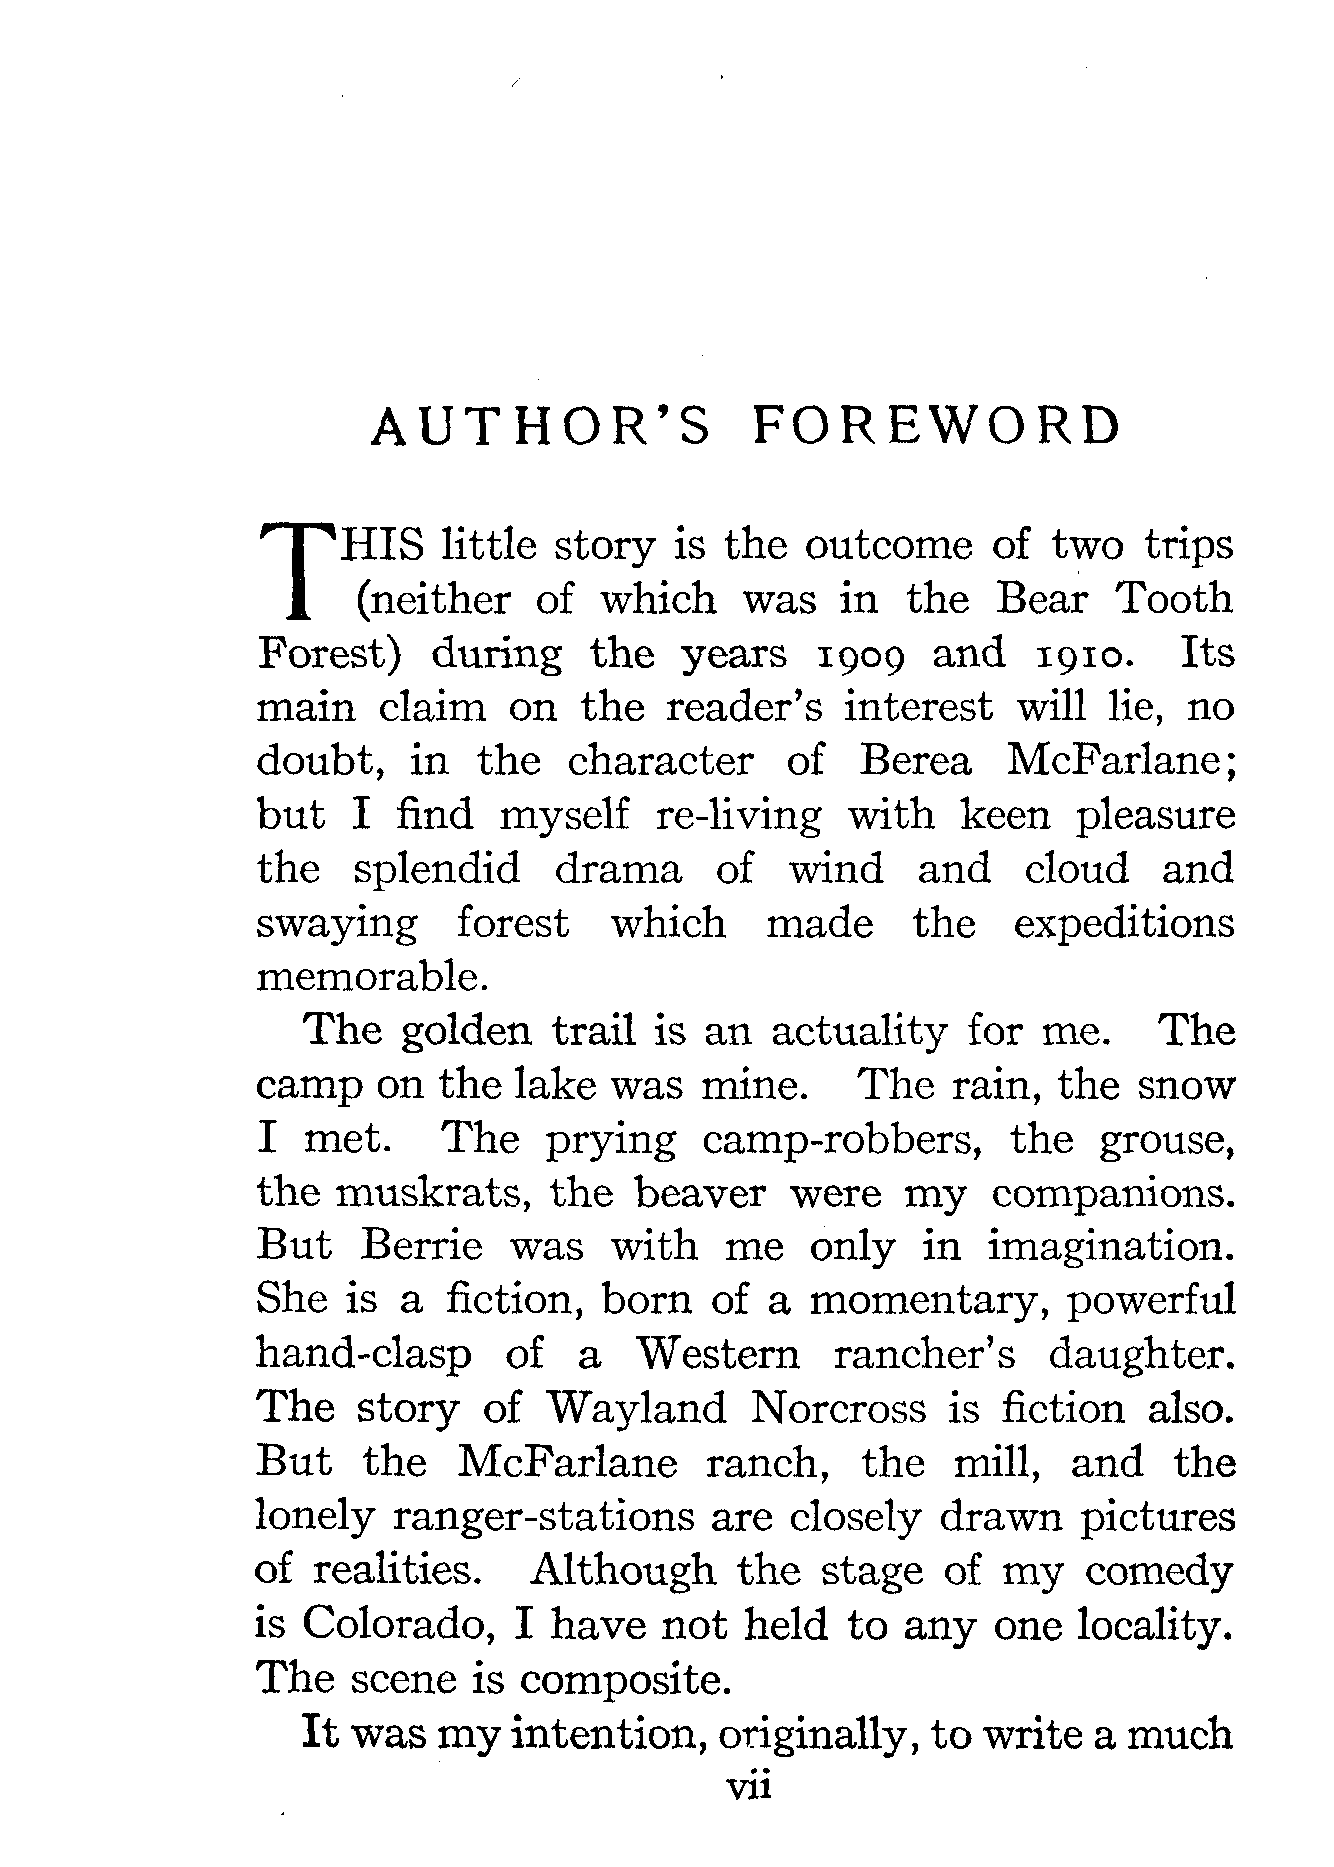 AUTHOR'S FOREWORD
THIS little story is the outcome of two trips
(neither of which was in the Bear Tooth
Forest) during the years 1909 and 1910. Its
main claim on the reader's interest will lie, no
doubt, in the character of Berea McFarlane;
but I find myself re-living with keen pleasure
the splendid drama of wind and cloud and
swaying forest which made the expeditions
memorable.
The golden trail is an actuality for me. The
camp on the lake was mine. The rain, the snow
I met. The prying camp-robbers, the grouse,
the muskrats, the beaver were my companions.
But Berrie was with me only in imagination.
She is a fiction, born of a momentary, powerful
hand-clasp of a Western rancher's daughter.
The story of Wayland Norcross is fiction also.
But the McFarlane ranch, the mill, and the
lonely ranger-stations are closely drawn pictures
of realities. Although the stage of my comedy
is Colorado, I have not held to any one locality.
The scene is composite.
It was my intention, originally, to write a much
vii